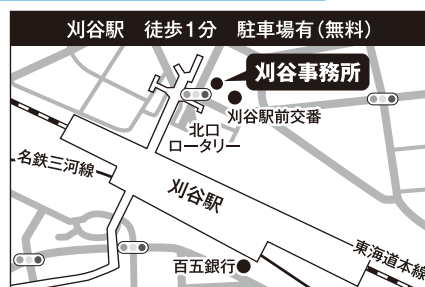 刈谷駅 徒歩1分 駐車場有(無料)
刈谷事務所
刈谷駅前交番
北口
ロータリー
名鉄三河線
刈谷駅
東海道本線
百五銀行